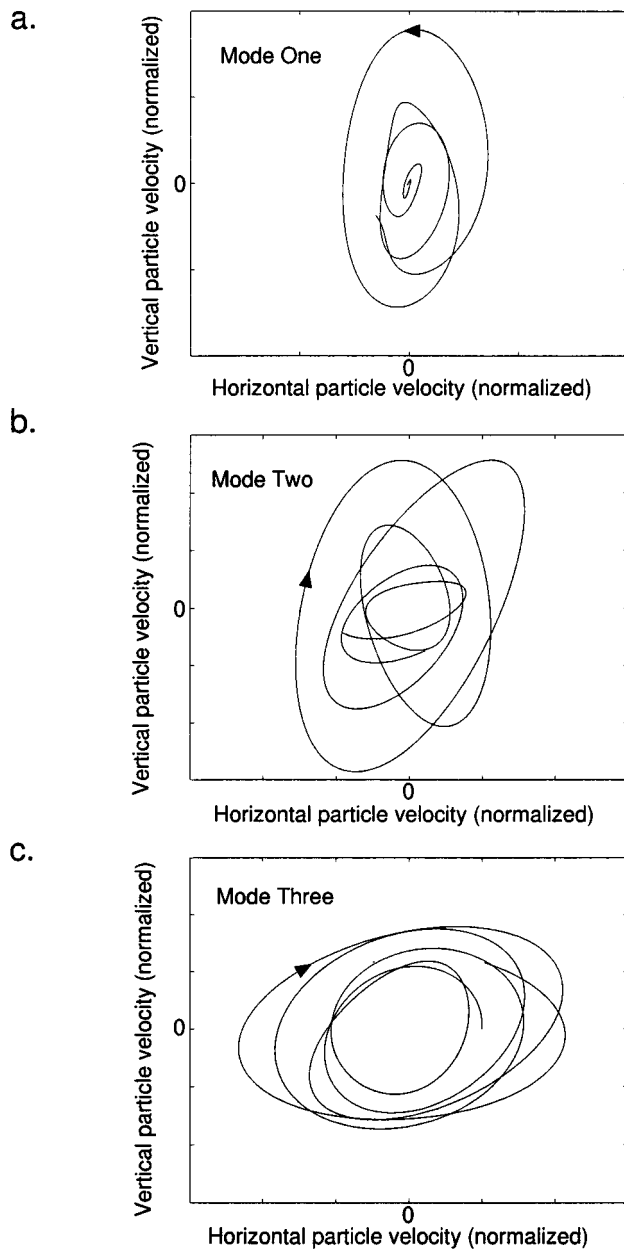 a.
Mode One
Vertical particle velocity (normalized)
0
0
Horizontal particle velocity (normalized)
b.
Mode Two
Vertical particle velocity (normalized)
0
0
Horizontal particle velocity (normalized)
c.
Mode Three
Vertical particle velocity (normalized)
0
0
Horizontal particle velocity (normalized)